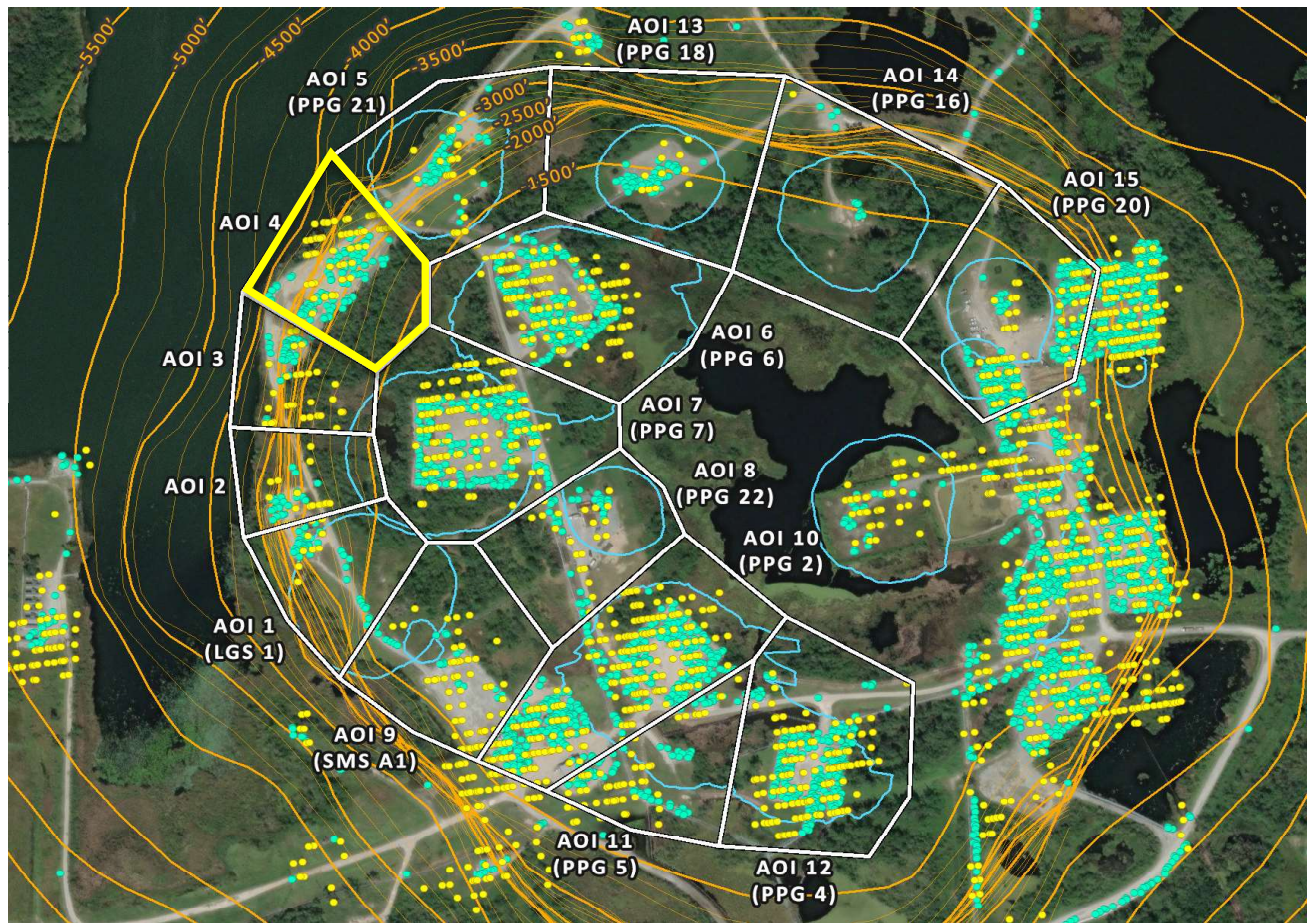 -5500'
-5000'
-4500'
-4000'
-3500'
-3000'
-2500'
-2000'
-1500'
AOI 13
(PPG 18)
AOI 14
(PPG 16)
AOI 5
(PPG 21)
AOI 15
(PPG 20)
AOI 4
AOI 6
(PPG 6)
AOI 3
AOI 7
(PPG 7)
AOI 8
(PPG 22)
AOI 2
AOI 10
(PPG 2)
AOI 1
(LGS 1)
AOI 9
(SMS A1)
AOI 11
(PPG 5)
AOI 12
(PPG 4)